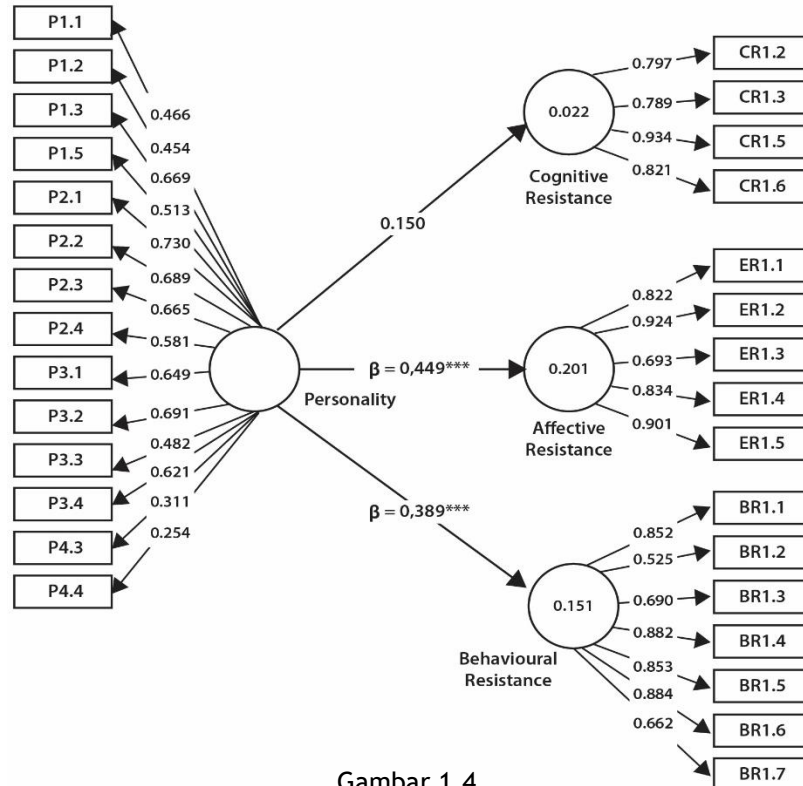 P1.1
P1.2
P1.3
P1.5
P2.1
P2.2
P2.3
P2.4
P3.1
P3.2
P3.3
P3.4
P4.3
P4.4
0.466
0.454
0.669
0.513
0.730
0.689
0.665
0.581
0.649
0.691
0.482
0.621
0.311
0.254
Personality
0.150
β = 0,449***
β = 0,389***
0.022
Cognitive
Resistance
0.797
0.789
0.934
0.821
CR1.2
CR1.3
CR1.5
CR1.6
0.201
Affective
Resistance
0.822
0.924
0.693
0.834
0.901
ER1.1
ER1.2
ER1.3
ER1.4
ER1.5
0.151
Behavioural
Resistance
0.852
0.525
0.690
0.882
0.853
0.884
0.662
BR1.1
BR1.2
BR1.3
BR1.4
BR1.5
BR1.6
BR1.7
Gambar 1.4